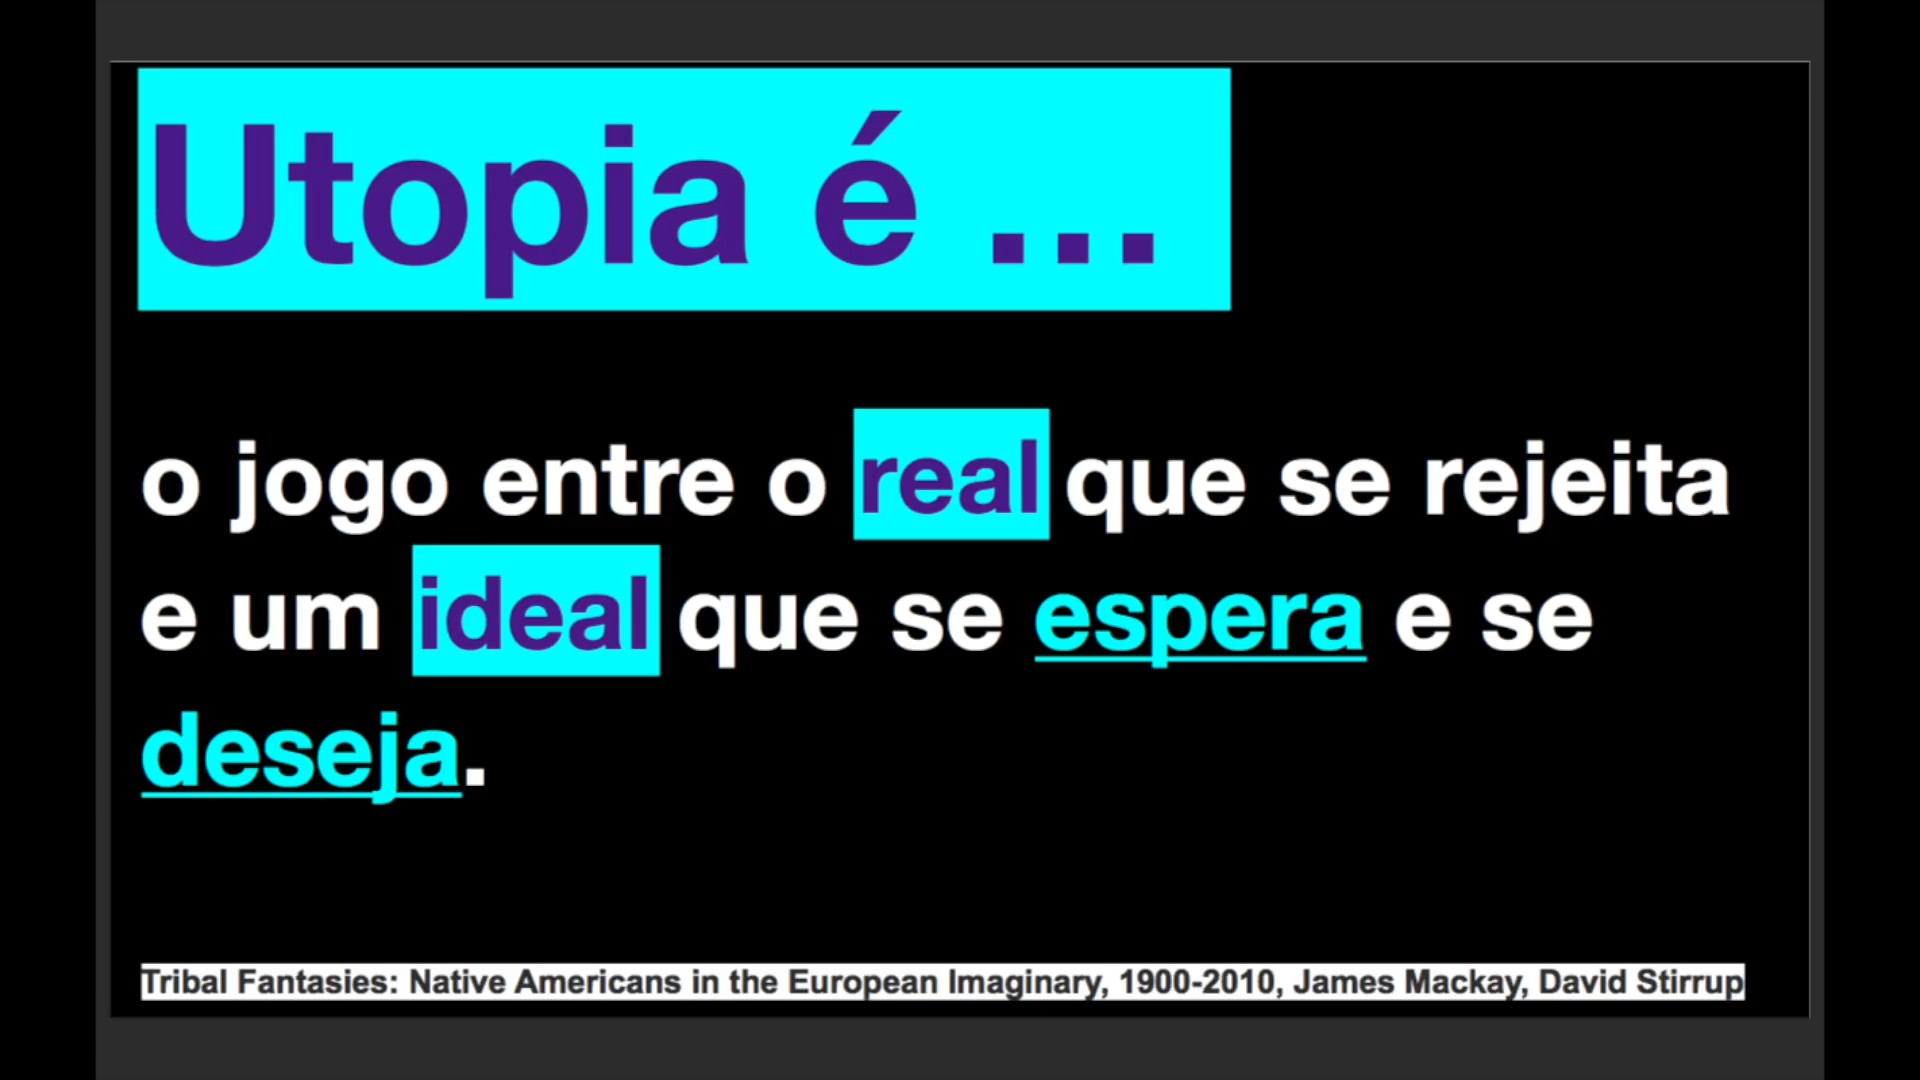 Utopia é ...
o jogo entre o real que se rejeita
e um ideal que se espera e se
deseja.
Tribal Fantasies: Native Americans in the European Imaginary, 1900-2010, James Mackay, David Stirrup